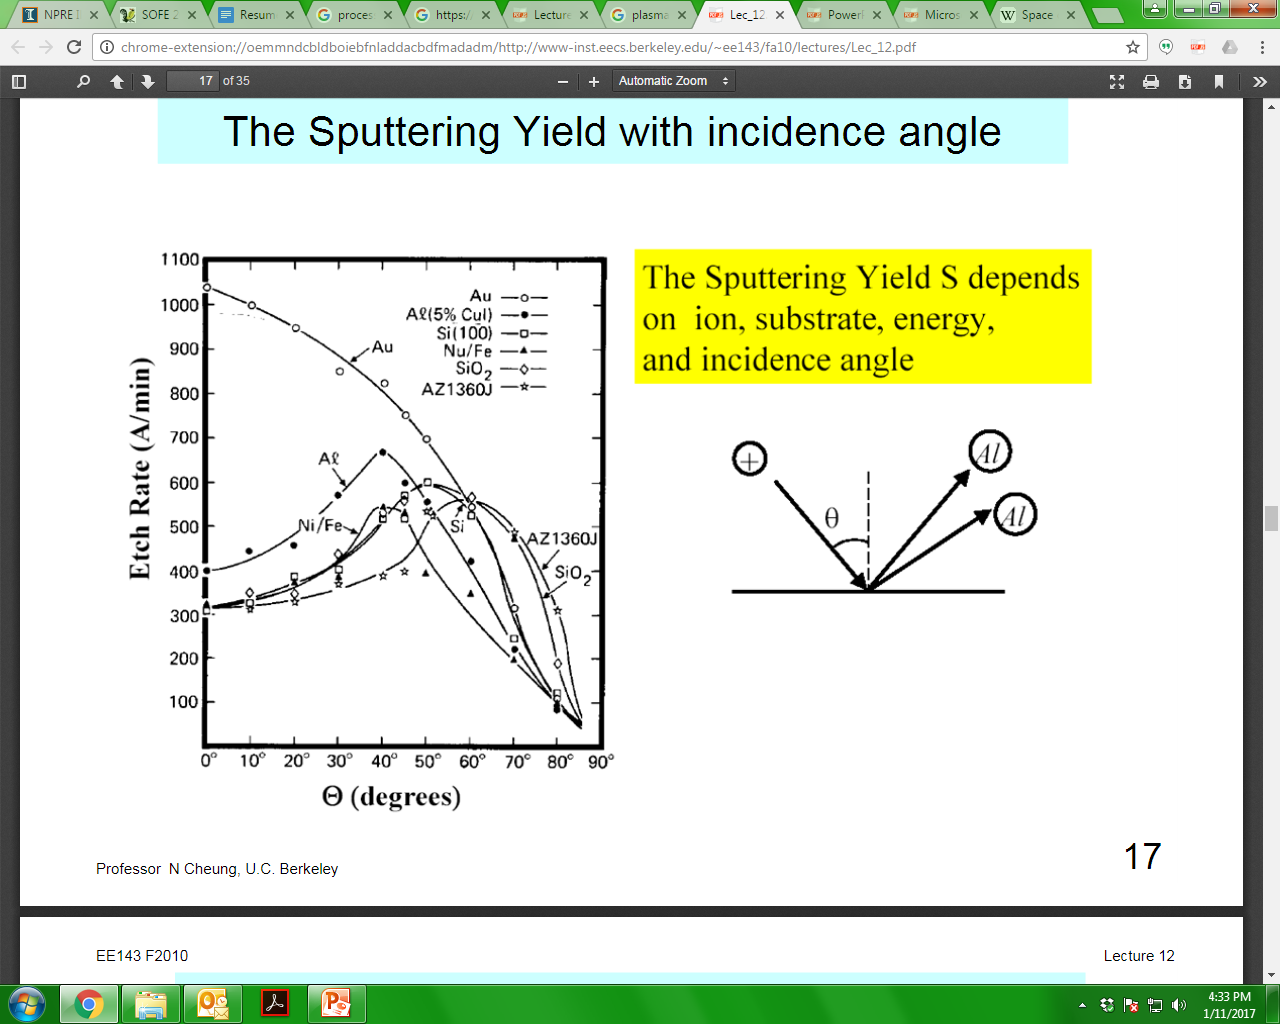 NPRE I
SOFE 2
Resum
proces
https:/
Lecture
plasma
Lec_12
Power
Micros
Space
chrome-extension://oemmndcbldboiebfnladdacbdfmadadm/http://www-inst.eecs.berkeley.edu/~ee143/fa10/lectures/Lec_12.pdf
17 of 35
Automatic Zoom
The Sputtering Yield with incidence angle
1100
1000
900
800
700
600
500
400
300
200
100
Etch Rate (A/min)
Au
Aℓ(5% Cul)
Si(100)
Nu/Fe
SiO2
AZ1360J
Au
Aℓ
Ni/Fe
Si
AZ1360J
SiO2
0° 10° 20° 30° 40° 50° 60° 70° 80° 90°
Θ (degrees)
The Sputtering Yield S depends
on ion, substrate, energy,
and incidence angle
+
Al
Al
θ
17
Professor N Cheung, U.C. Berkeley
EE143 F2010
Lecture 12
4:33 PM
1/11/2017